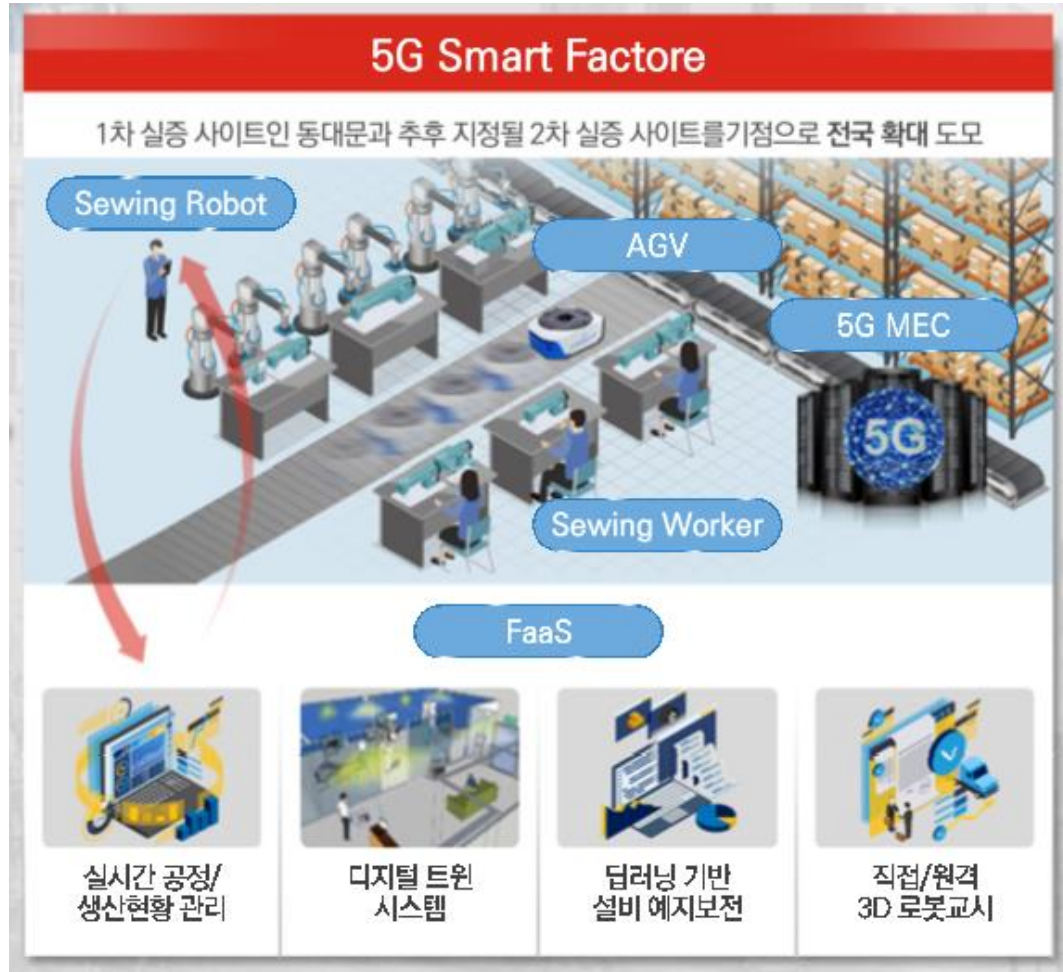 5G Smart Factore
1차 실증 사이트인 동대문과 추후 지정될 2차 실증 사이트를기점으로 전국 확대 도모
Sewing Robot
AGV
5G MEC
5G
Sewing Worker
FaaS
실시간 공정/
생산현황 관리
디지털 트윈
시스템
딥러닝 기반
설비 예지보전
직접/원격
3D 로봇교시